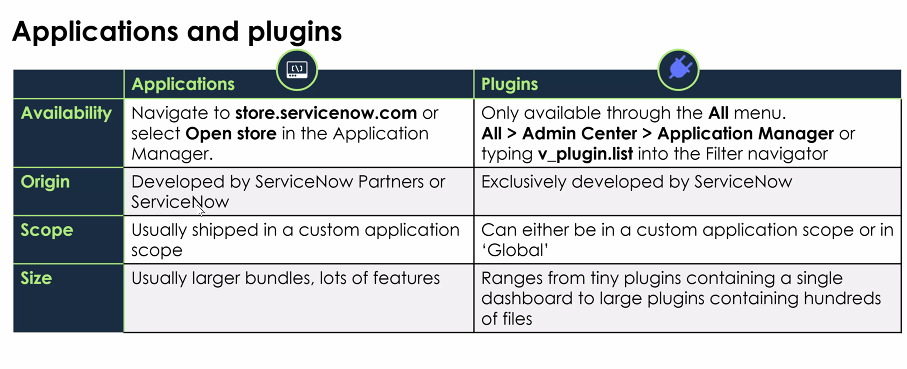 Applications and plugins
Applications
Plugins
Availability
Navigate to store.servicenow.com or
select Open store in the Application
Manager.
Only available through the All menu.
All > Admin Center > Application Manager or
typing v_plugin.list into the Filter navigator
Origin
Developed by ServiceNow Partners or
ServiceNow
Exclusively developed by ServiceNow
Scope
Usually shipped in a custom application
scope
Can either be in a custom application scope or in
‘Global’
Size
Usually larger bundles, lots of features
Ranges from tiny plugins containing a single
dashboard to large plugins containing hundreds
of files